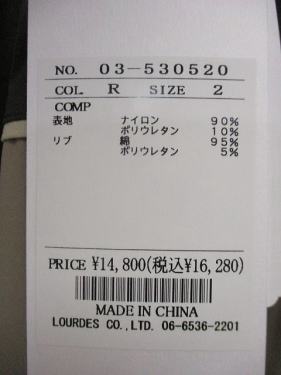 NO. 03-530520
COL. R SIZE 2
COMP
表地 ナイロン 90%
ポリウレタン 10%
リブ 綿 95%
ポリウレタン 5%
PRICE ¥14,800(税込¥16,280)
MADE IN CHINA
LOURDES CO.,LTD. 06-6536-2201